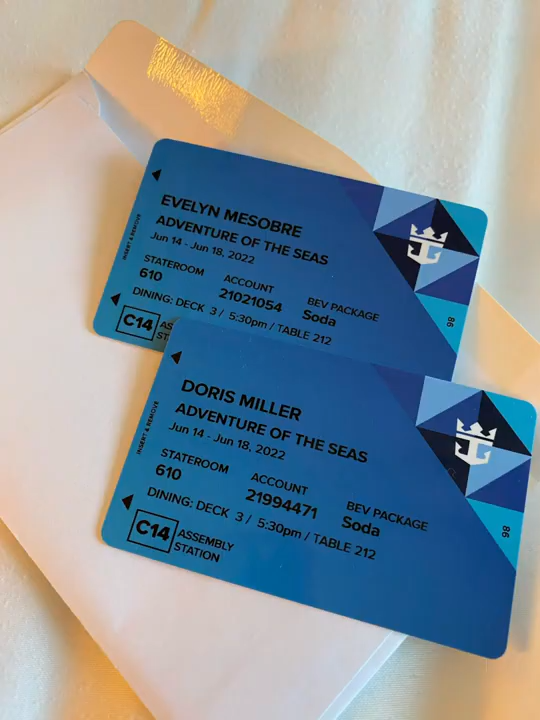 INSERT & REMOVE
EVELYN MESOBRE
ADVENTURE OF THE SEAS
Jun 14 - Jun 18, 2022
STATEROOM
610
ACCOUNT
21021054
BEV PACKAGE
Soda
DINING: DECK 3 / 5:30pm / TABLE 212
C14
86
INSERT & REMOVE
DORIS MILLER
ADVENTURE OF THE SEAS
Jun 14 - Jun 18, 2022
STATEROOM
610
ACCOUNT
21994471
BEV PACKAGE
Soda
DINING: DECK 3 / 5:30pm / TABLE 212
C14
ASSEMBLY
STATION
86